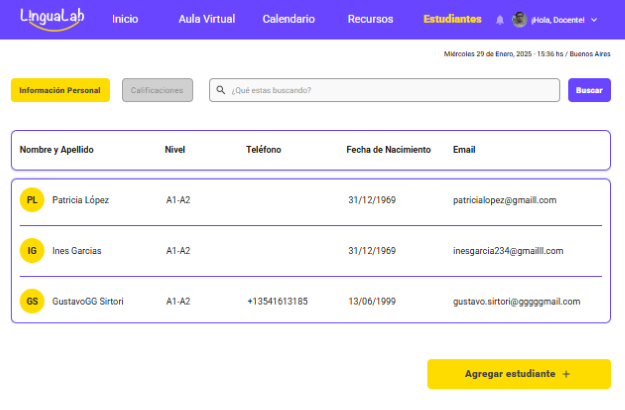 L!nguaLab Inicio Aula Virtual Calendario Recursos Estudiantes ¡Hola, Docente!
Miércoles 29 de Enero, 2025 - 15:36 hs / Buenos Aires
Información Personal Calificaciones ¿Qué estas buscando? Buscar
Nombre y Apellido Nivel Teléfono Fecha de Nacimiento Email
PL Patricia López A1-A2 31/12/1969 patricialopez@gmaill.com
IG Ines Garcias A1-A2 31/12/1969 inesgarcia234@gmailll.com
GS GustavoGG Sirtori A1-A2 +13541613185 13/06/1999 gustavo.sirtori@gggggmail.com
Agregar estudiante +